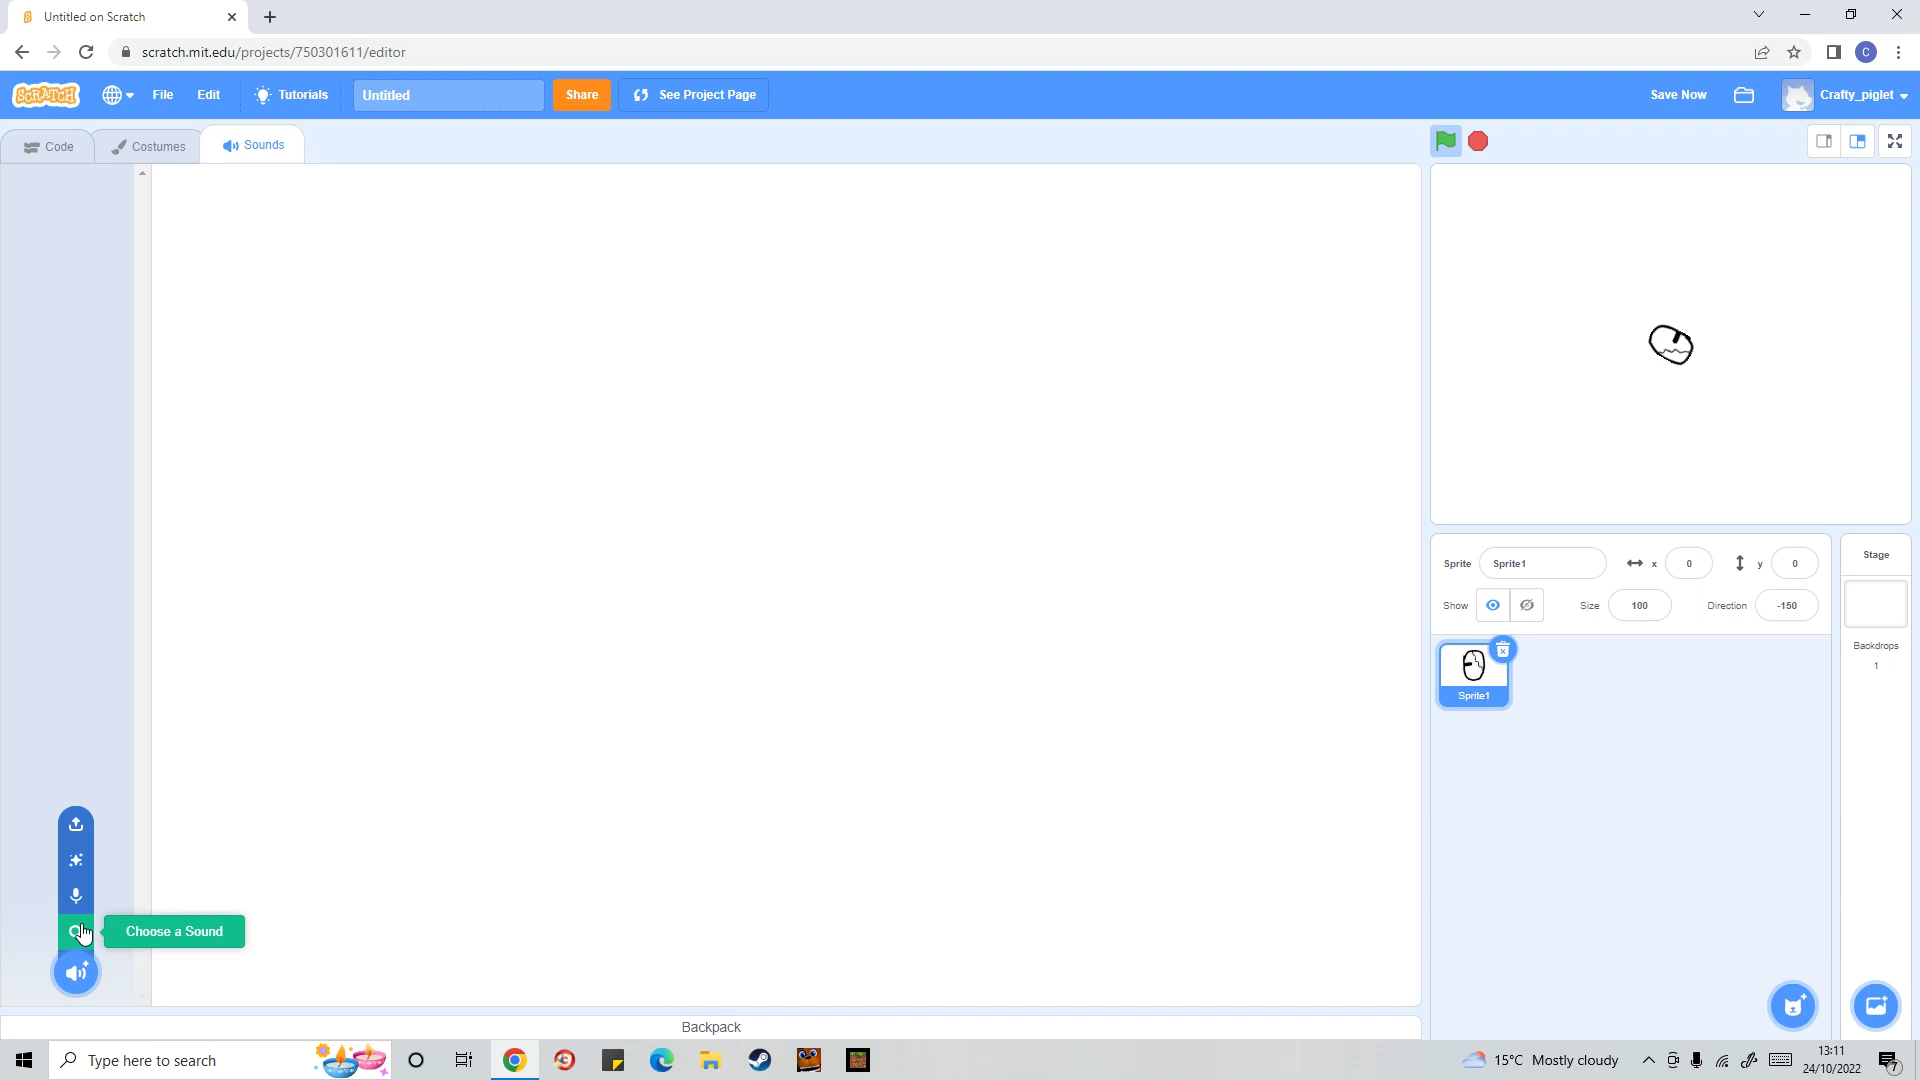 Untitled on Scratch
scratch.mit.edu/projects/750301611/editor
C
SCRATCH
File
Edit
Tutorials
Untitled
Share
See Project Page
Save Now
Crafty_piglet
Code
Costumes
Sounds
Sprite
Sprite1
x
0
y
0
Show
Size
100
Direction
-150
Sprite1
Stage
Backdrops
1
Choose a Sound
Backpack
Type here to search
15°C Mostly cloudy
13:11
24/10/2022
7